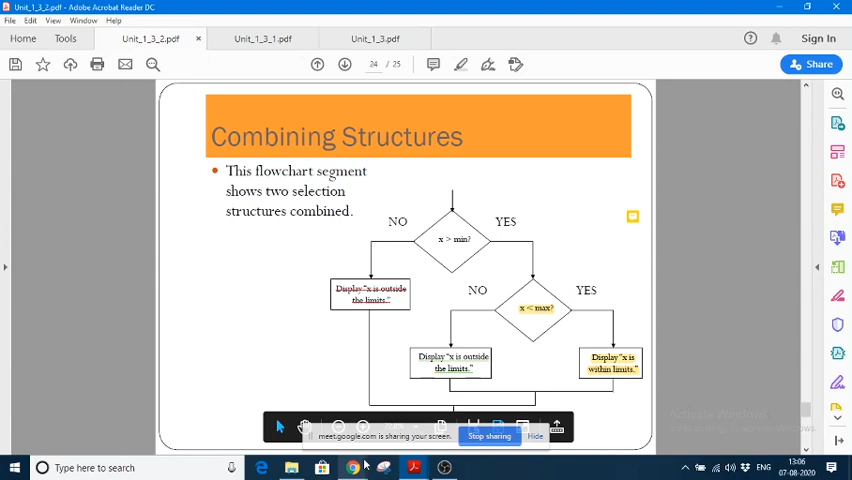 Unit_1_3_2.pdf - Adobe Acrobat Reader DC
File Edit View Window Help
Home Tools Unit_1_3_2.pdf × Unit_1_3_1.pdf Unit_1_3.pdf Sign In
24 / 25 Share
Combining Structures
This flowchart segment
shows two selection
structures combined.
NO YES
x > min?
Display "x is outside
the limits."
NO YES
x < max?
Display "x is outside
the limits."
Display "x is
within limits."
Activate Windows
meet.google.com is sharing your screen. Stop sharing Hide
Type here to search
ENG
13:06
07-08-2020